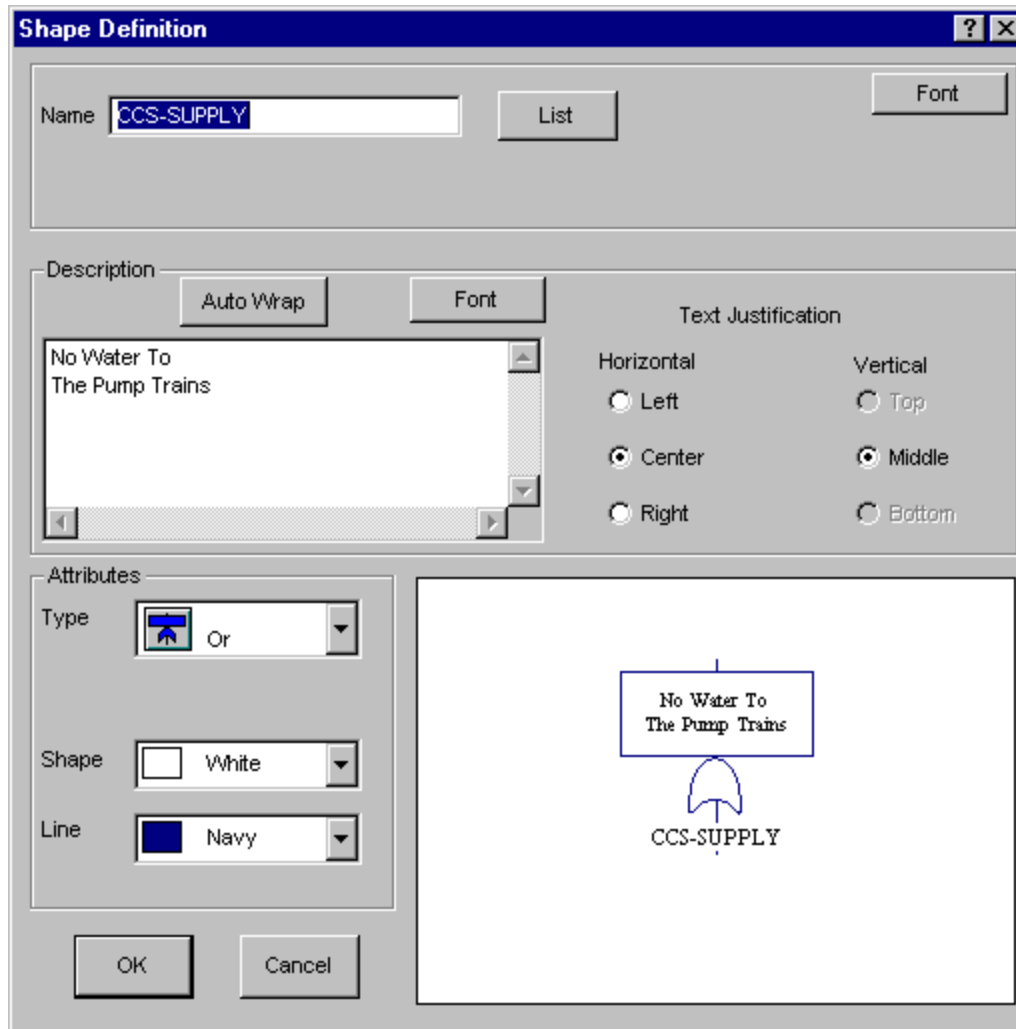 Shape Definition
Name CCS-SUPPLY List Font
Description
Auto Wrap Font
Text Justification
No Water To
The Pump Trains
Horizontal Vertical
Left Top
Center Middle
Right Bottom
Attributes
Type Or
Shape White
Line Navy
No Water To
The Pump Trains
CCS-SUPPLY
OK Cancel